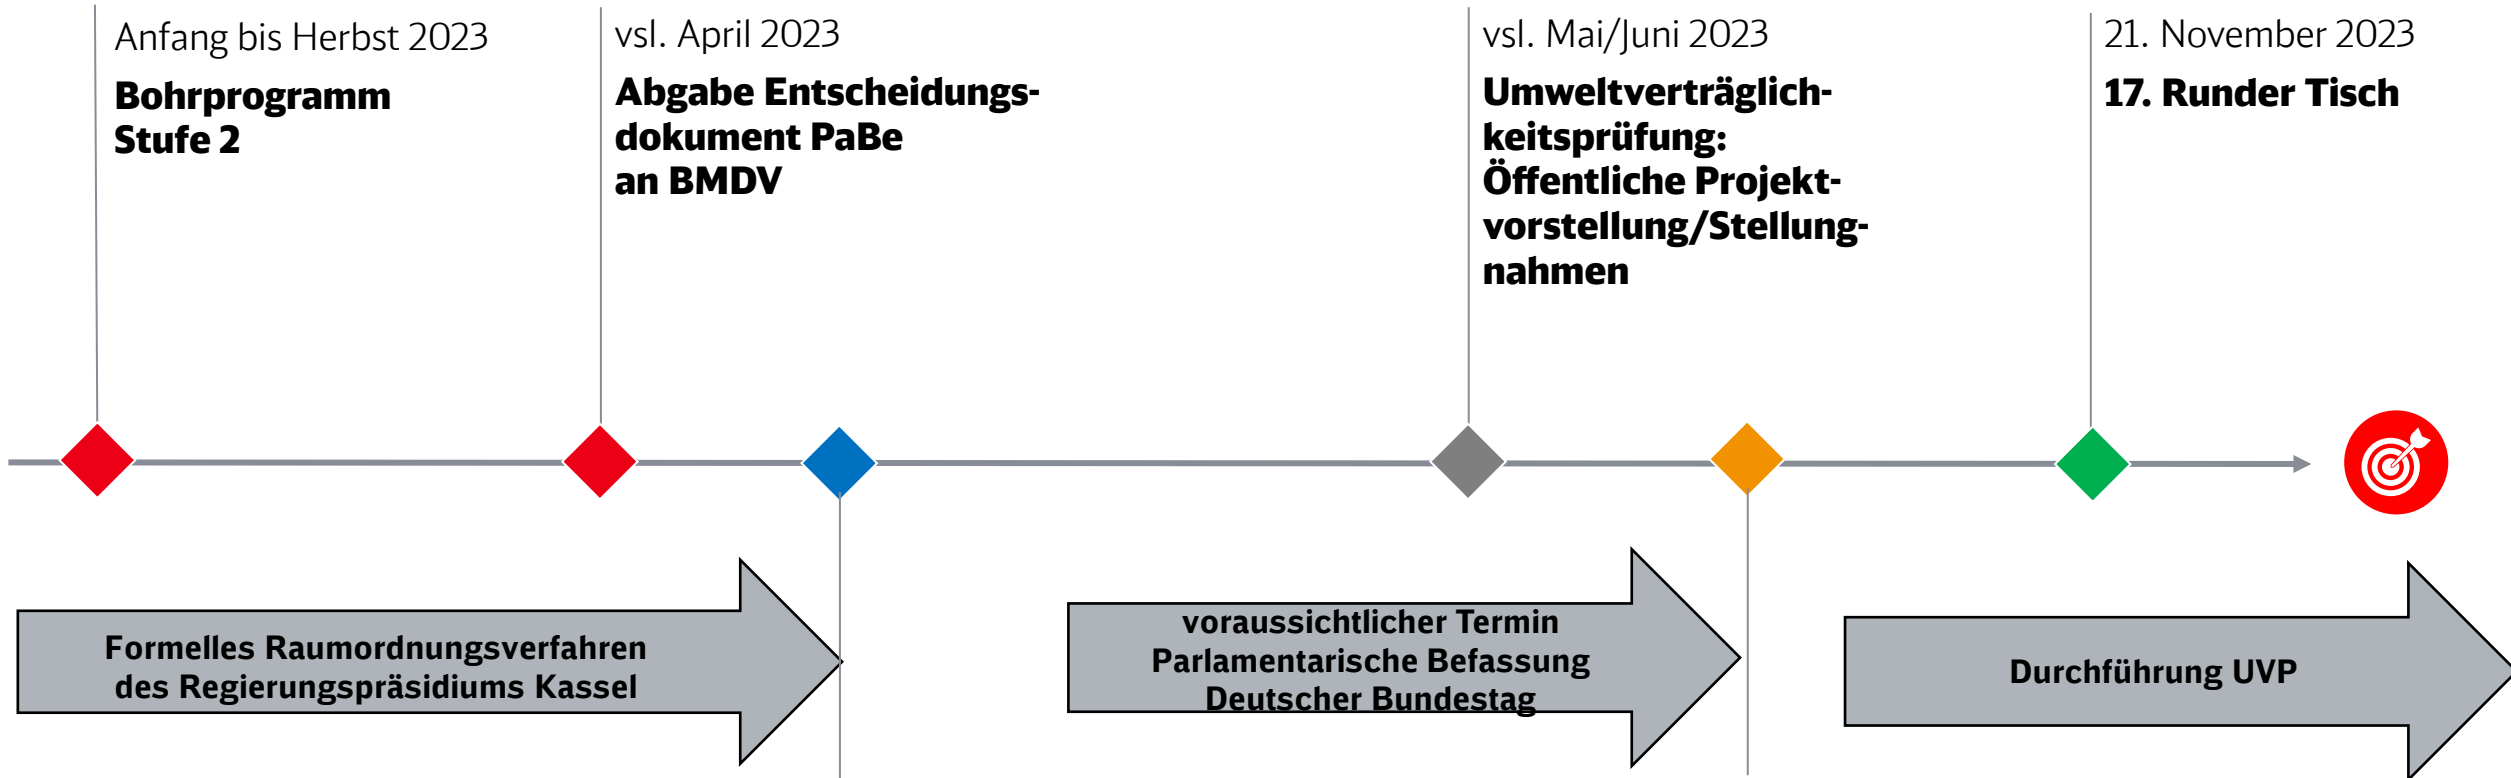 Anfang bis Herbst 2023
Bohrprogramm
Stufe 2
vsl. April 2023
Abgabe Entscheidungs-
dokument PaBe
an BMDV
vsl. Mai/Juni 2023
Umweltverträglich-
keitsprüfung:
Öffentliche Projekt-
vorstellung/Stellung-
nahmen
21. November 2023
17. Runder Tisch
Formelles Raumordnungsverfahren
des Regierungspräsidiums Kassel
voraussichtlicher Termin
Parlamentarische Befassung
Deutscher Bundestag
Durchführung UVP